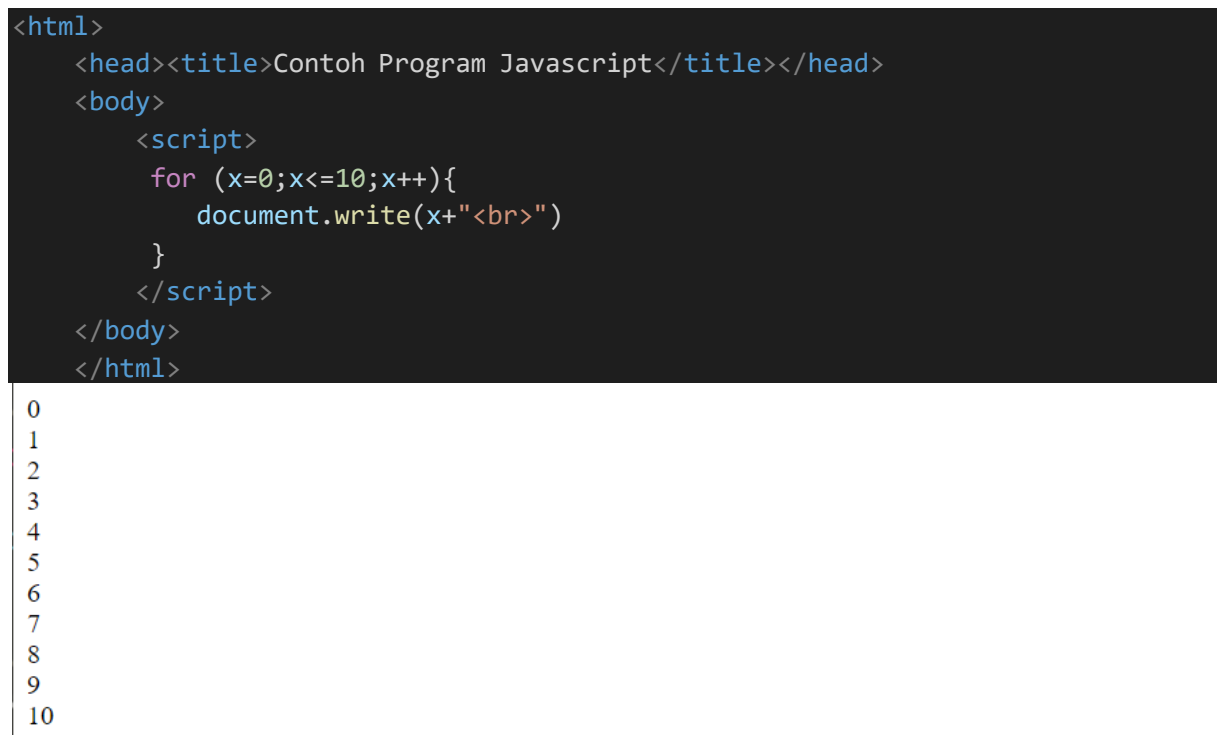 <html>
<head><title>Contoh Program Javascript</title></head>
<body>
<script>
for (x=0;x<=10;x++){
document.write(x+"<br>")
}
</script>
</body>
</html>
0
1
2
3
4
5
6
7
8
9
10